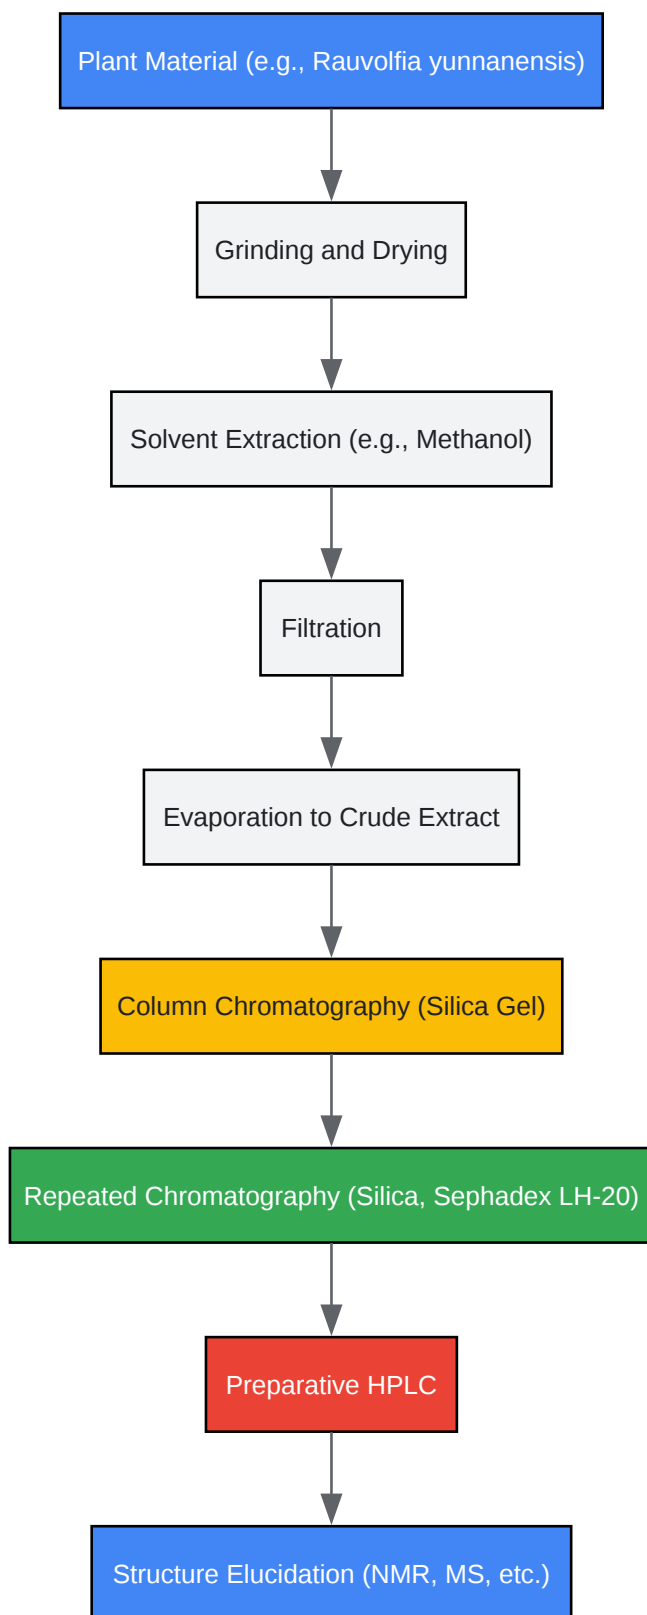 Plant Material (e.g., Rauvolfia yunnanensis)
Grinding and Drying
Solvent Extraction (e.g., Methanol)
Filtration
Evaporation to Crude Extract
Column Chromatography (Silica Gel)
Repeated Chromatography (Silica, Sephadex LH-20)
Preparative HPLC
Structure Elucidation (NMR, MS, etc.)